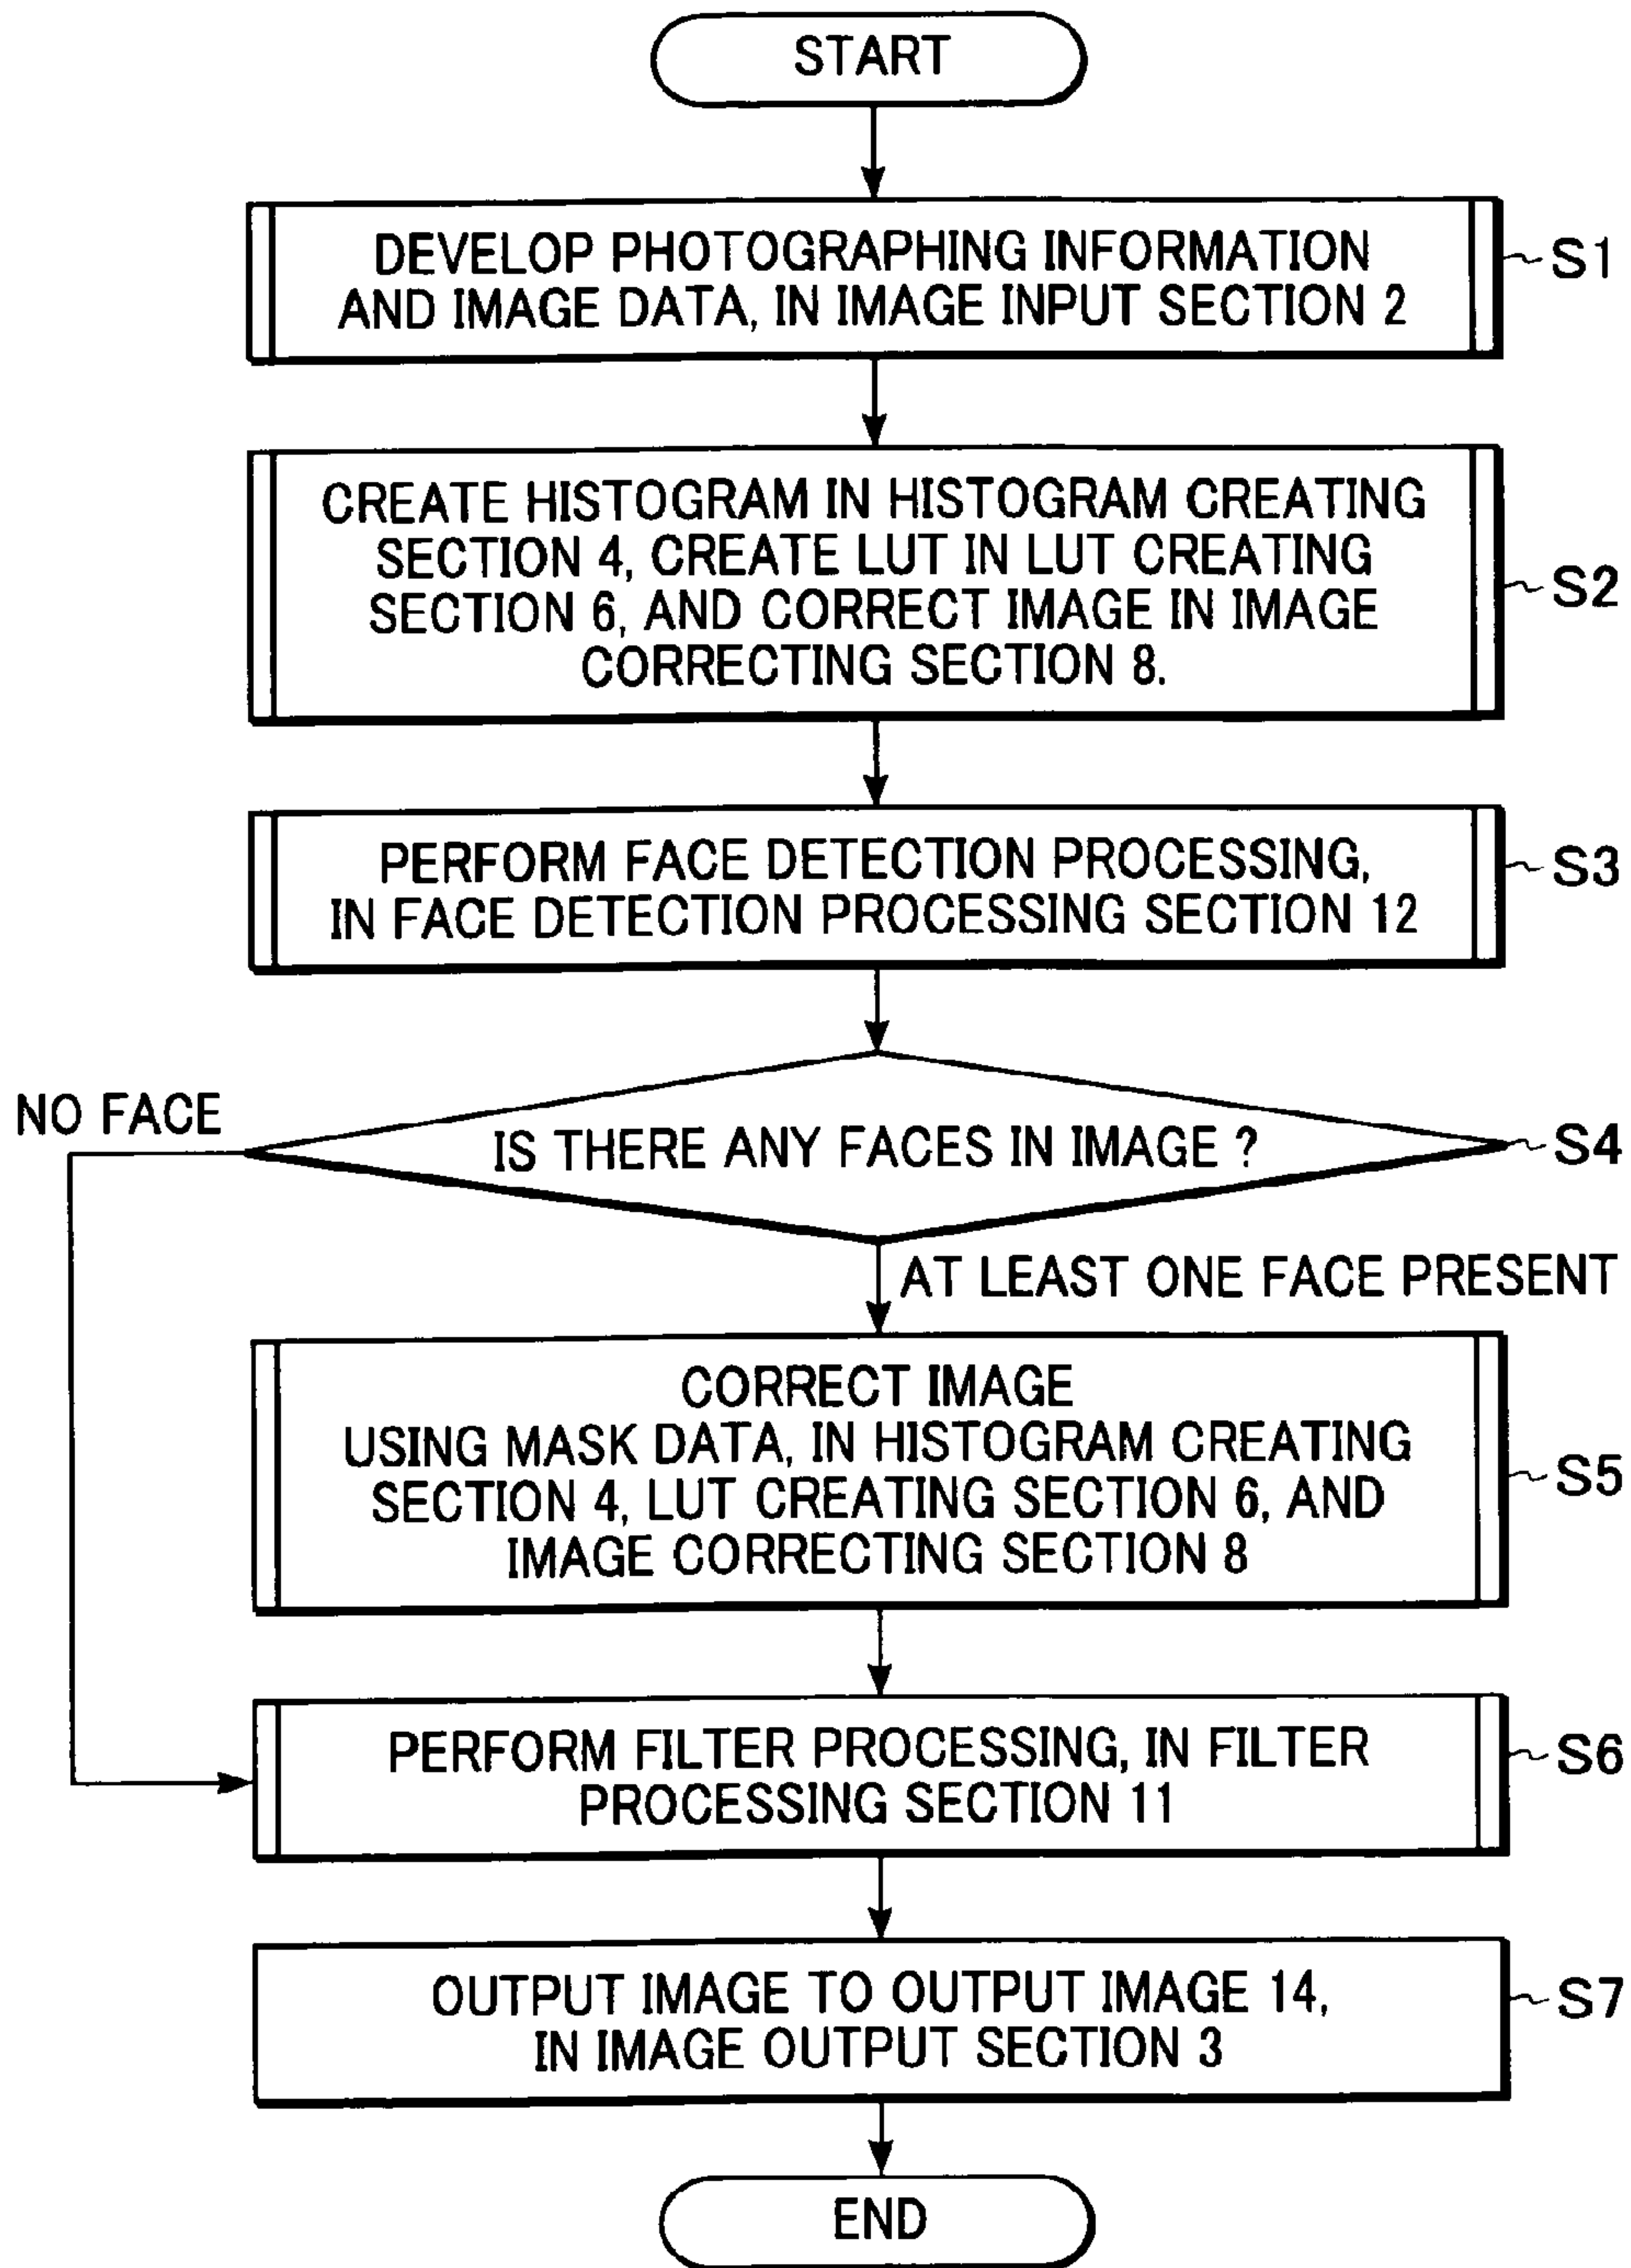 START
DEVELOP PHOTOGRAPHING INFORMATION
AND IMAGE DATA, IN IMAGE INPUT SECTION 2
S1
CREATE HISTOGRAM IN HISTOGRAM CREATING
SECTION 4, CREATE LUT IN LUT CREATING
SECTION 6, AND CORRECT IMAGE IN IMAGE
CORRECTING SECTION 8.
S2
PERFORM FACE DETECTION PROCESSING,
IN FACE DETECTION PROCESSING SECTION 12
S3
NO FACE
IS THERE ANY FACES IN IMAGE ?
S4
AT LEAST ONE FACE PRESENT
CORRECT IMAGE
USING MASK DATA, IN HISTOGRAM CREATING
SECTION 4, LUT CREATING SECTION 6, AND
IMAGE CORRECTING SECTION 8
S5
PERFORM FILTER PROCESSING, IN FILTER
PROCESSING SECTION 11
S6
OUTPUT IMAGE TO OUTPUT IMAGE 14,
IN IMAGE OUTPUT SECTION 3
S7
END